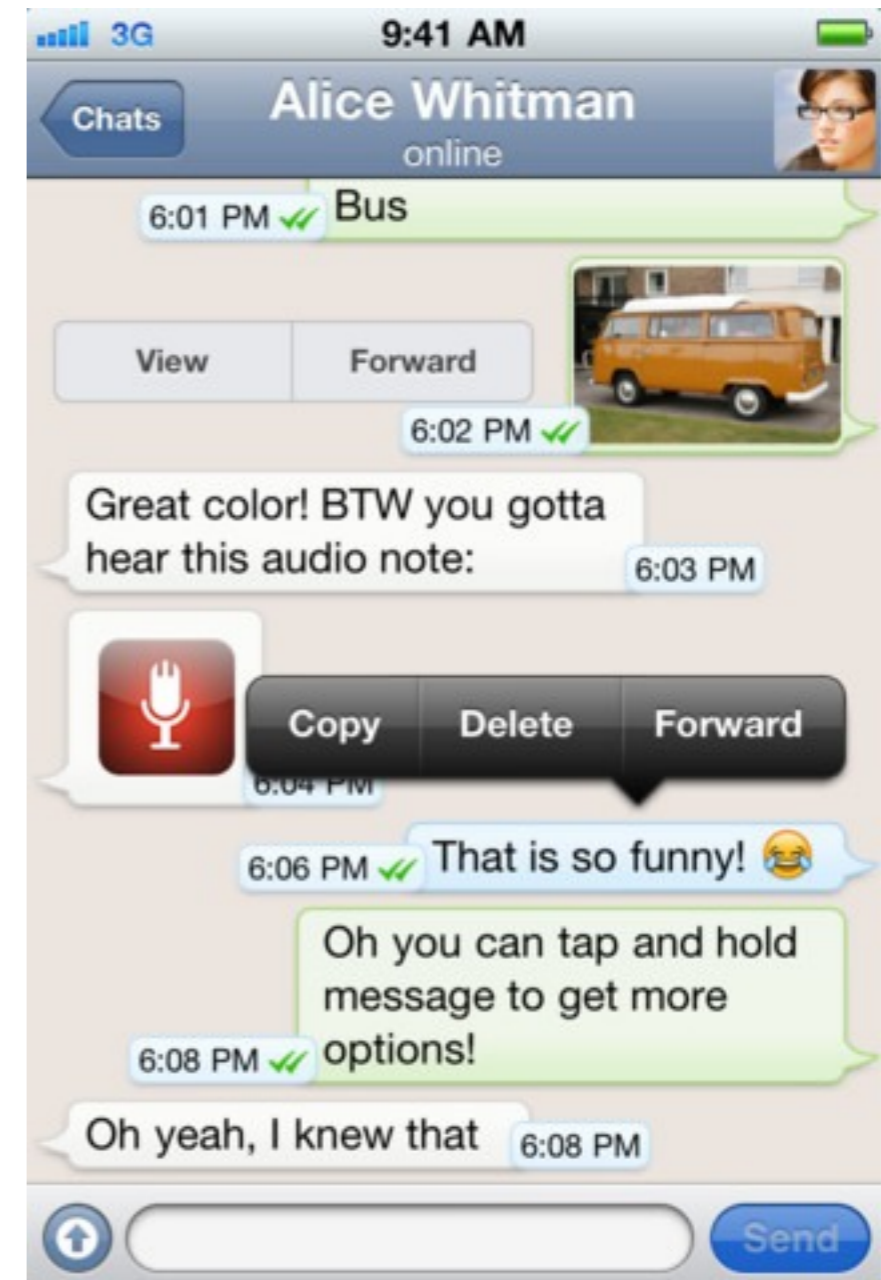 3G 9:41 AM
Chats Alice Whitman
online
Bus
6:01 PM
View Forward
6:02 PM
Great color! BTW you gotta
hear this audio note:
6:03 PM
Copy Delete Forward
6:04 PM
6:06 PM That is so funny! 😂
Oh you can tap and hold
message to get more
6:08 PM options!
Oh yeah, I knew that 6:08 PM
Send